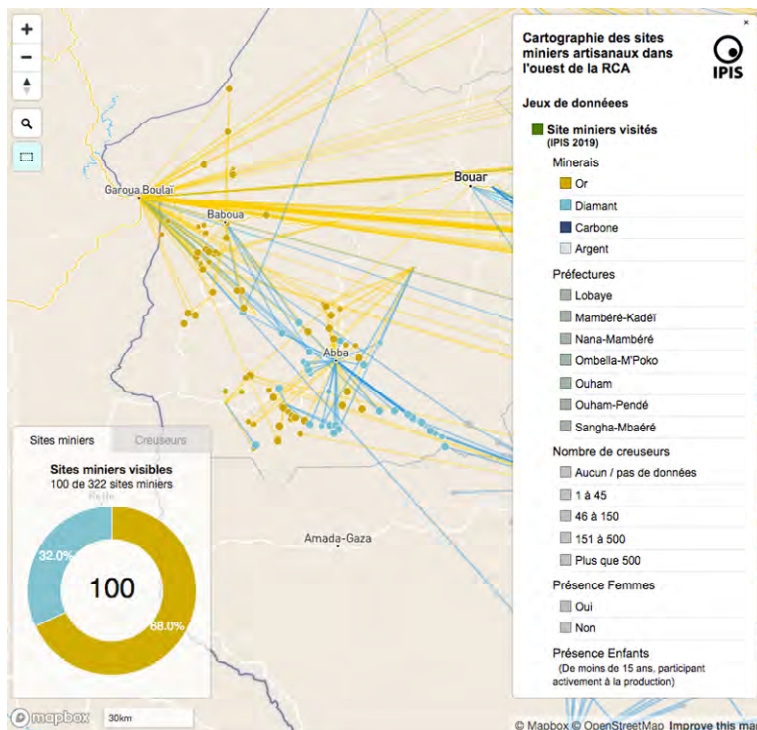 Cartographie des sites
miniers artisanaux dans
l'ouest de la RCA
IPIS
Jeux de donnéees
Site miniers visités
(IPIS 2019)
Minerais
Or
Diamant
Carbone
Argent
Préfectures
Lobaye
Mambéré-Kadéï
Nana-Mambéré
Ombella-M'Poko
Ouham
Ouham-Pendé
Sangha-Mbaéré
Nombre de creuseurs
Aucun / pas de données
1 à 45
46 à 150
151 à 500
Plus que 500
Présence Femmes
Oui
Non
Présence Enfants
(De moins de 15 ans, participant
activement à la production)
Garoua Boulaï
Baboua
Bouar
Abba
Amada-Gaza
Sites miniers
Creuseurs
Sites miniers visibles
100 de 322 sites miniers
32.0%
100
68.0%
mapbox
30km
© Mapbox © OpenStreetMap Improve this map